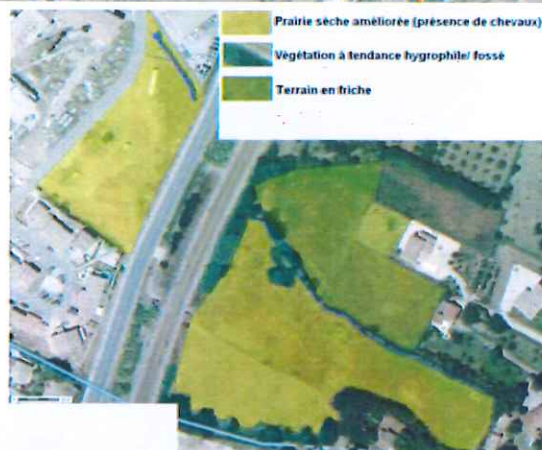 Prairie sèche améliorée (présence de chevaux)
Végétation à tendance hygrophile/ fossé
Terrain en friche